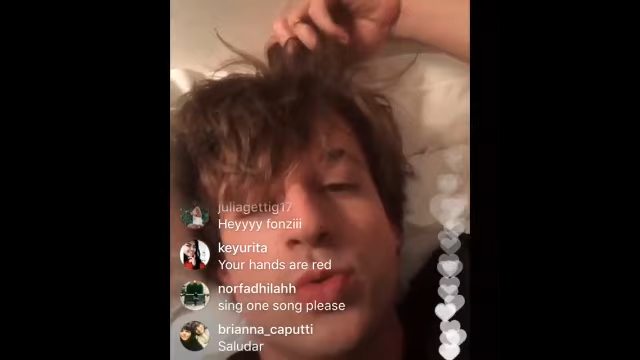 juliagettig17
Heyyyy fonziii
keyurita
Your hands are red
norfadhilahh
sing one song please
brianna_caputti
Saludar